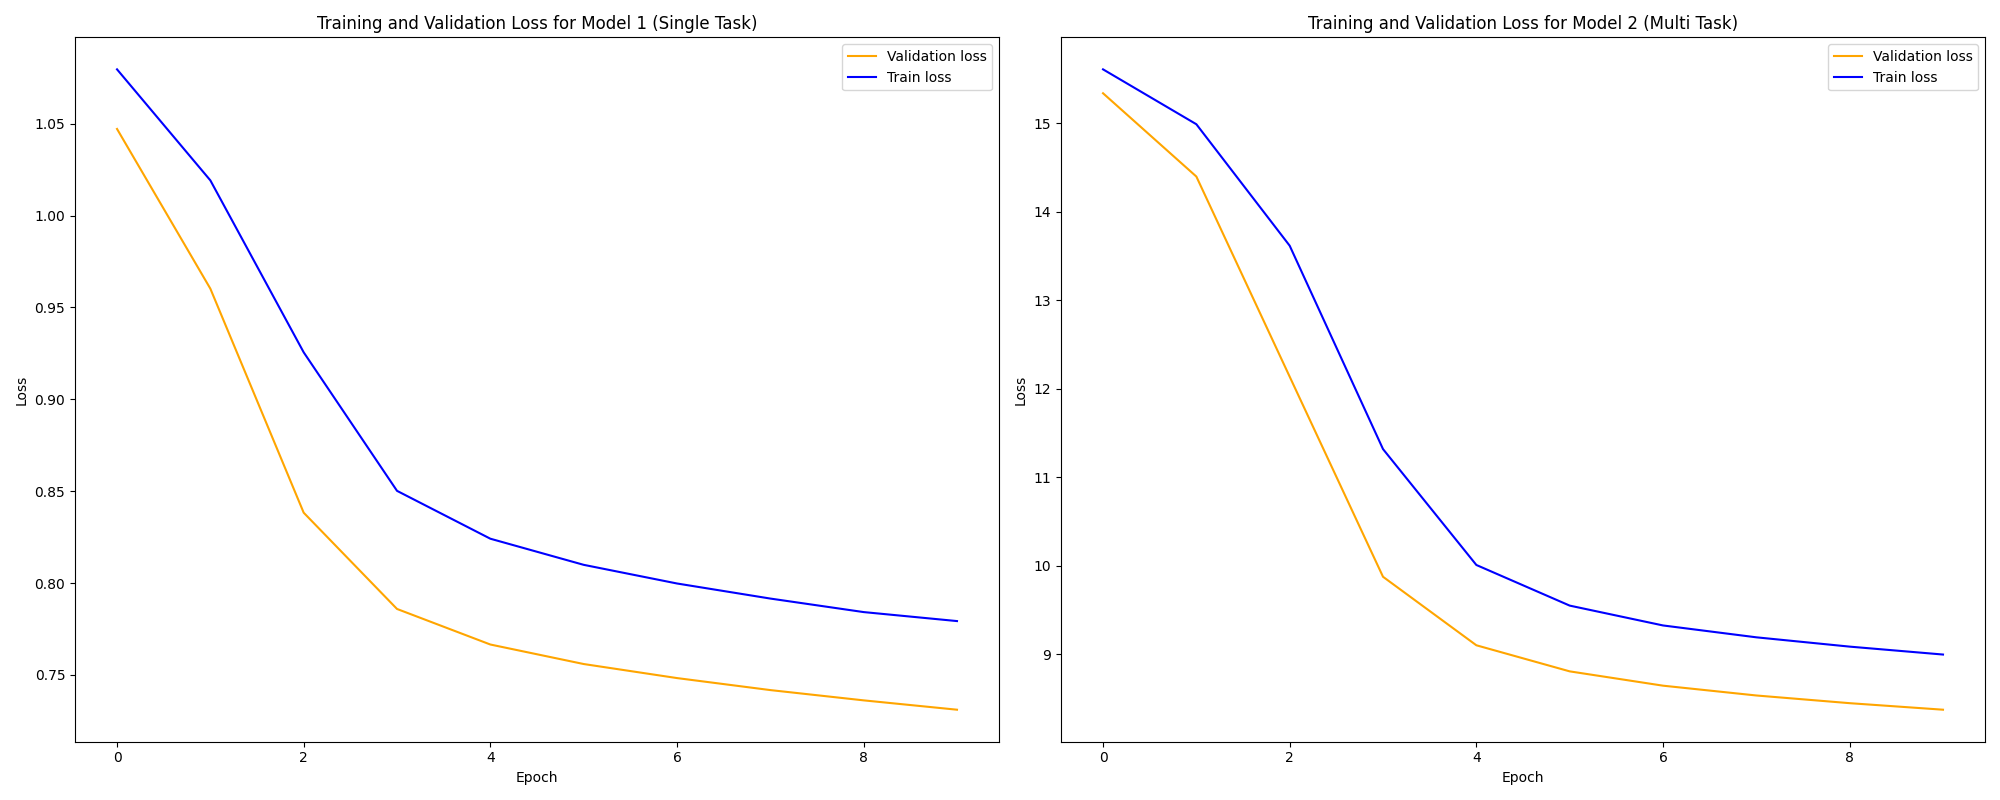 Training and Validation Loss for Model 1 (Single Task)
Validation loss
Train loss
1.05
1.00
0.95
0.90
0.85
0.80
0.75
Loss
0 2 4 6 8
Epoch
Training and Validation Loss for Model 2 (Multi Task)
Validation loss
Train loss
15
14
13
12
11
10
9
Loss
0 2 4 6 8
Epoch